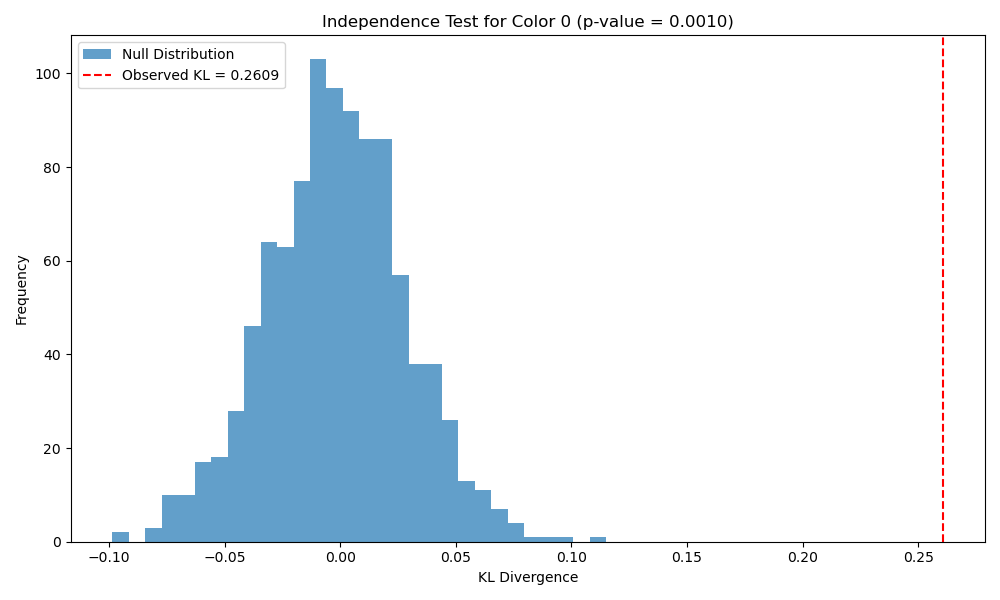 Independence Test for Color 0 (p-value = 0.0010)
Null Distribution
Observed KL = 0.2609
Frequency
100
80
60
40
20
0
−0.10
−0.05
0.00
0.05
0.10
0.15
0.20
0.25
KL Divergence